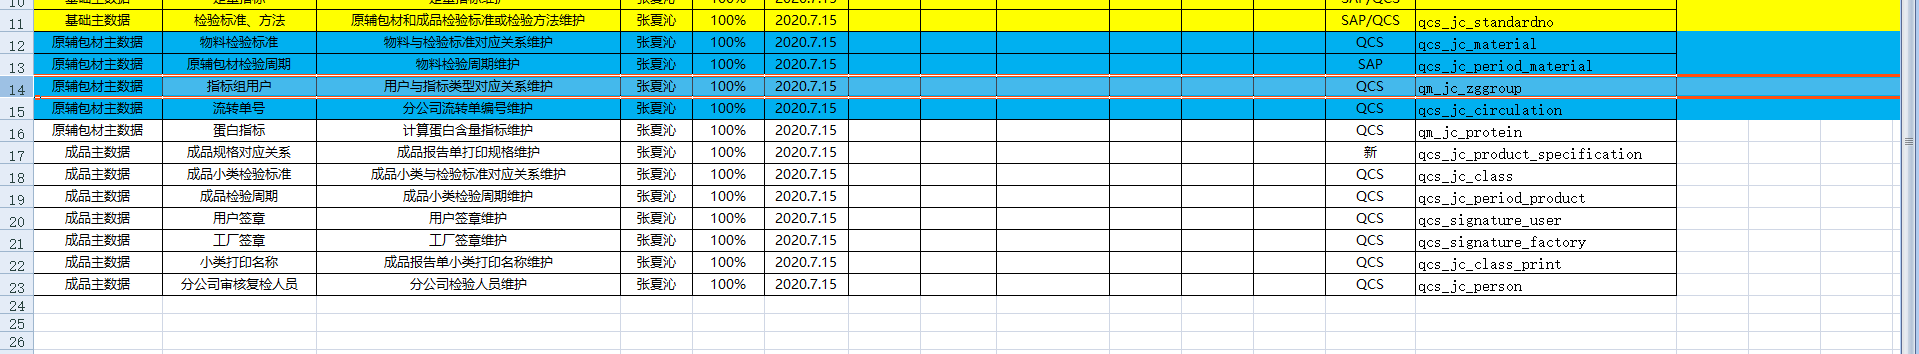 10 基础主数据 定量指标 定量指标维护 张夏沁 100% 2020.7.15 SAP/QCS
11 基础主数据 检验标准、方法 原辅包材和成品检验标准或检验方法维护 张夏沁 100% 2020.7.15 SAP/QCS qcs_jc_standardno
12 原辅包材主数据 物料检验标准 物料与检验标准对应关系维护 张夏沁 100% 2020.7.15 QCS qcs_jc_material
13 原辅包材主数据 原辅包材检验周期 物料检验周期维护 张夏沁 100% 2020.7.15 SAP qcs_jc_period_material
14 原辅包材主数据 指标组用户 用户与指标类型对应关系维护 张夏沁 100% 2020.7.15 QCS qm_jc_zggroup
15 原辅包材主数据 流转单号 分公司流转单编号维护 张夏沁 100% 2020.7.15 QCS qcs_jc_circulation
16 原辅包材主数据 蛋白指标 计算蛋白含量指标维护 张夏沁 100% 2020.7.15 QCS qm_jc_protein
17 成品主数据 成品规格对应关系 成品报告单打印规格维护 张夏沁 100% 2020.7.15 新 qcs_jc_product_specification
18 成品主数据 成品小类检验标准 成品小类与检验标准对应关系维护 张夏沁 100% 2020.7.15 QCS qcs_jc_class
19 成品主数据 成品检验周期 成品小类检验周期维护 张夏沁 100% 2020.7.15 QCS qcs_jc_period_product
20 成品主数据 用户签章 用户签章维护 张夏沁 100% 2020.7.15 QCS qcs_signature_user
21 成品主数据 工厂签章 工厂签章维护 张夏沁 100% 2020.7.15 QCS qcs_signature_factory
22 成品主数据 小类打印名称 成品报告单小类打印名称维护 张夏沁 100% 2020.7.15 QCS qcs_jc_class_print
23 成品主数据 分公司审核复检人员 分公司检验人员维护 张夏沁 100% 2020.7.15 QCS qcs_jc_person
24
25
26